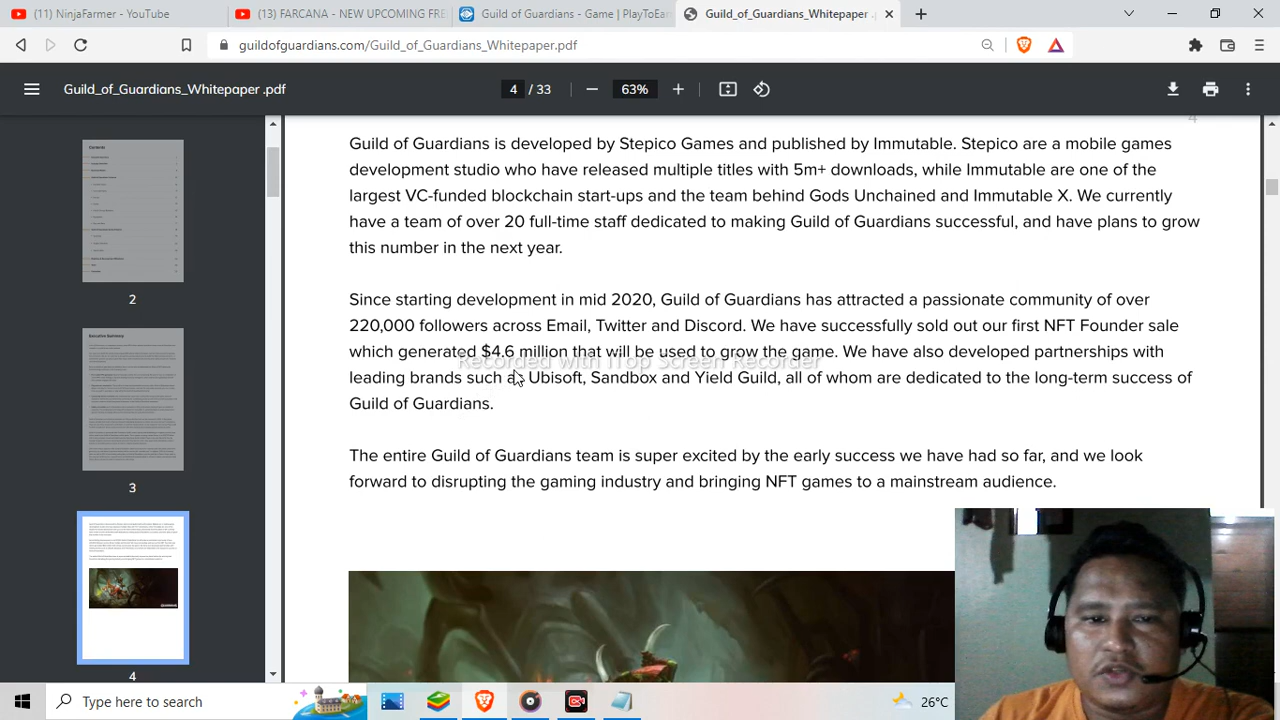 (11) NinjaFarmer - YouTube
(13) FARCANA - NEW UPCOMING FRE
Guild of Guardians - Game | PlayToEar
Guild_of_Guardians_Whitepaper .pdf
guildofguardians.com/Guild_of_Guardians_Whitepaper.pdf
Guild_of_Guardians_Whitepaper .pdf
4 / 33
63%
4
Guild of Guardians is developed by Stepico Games and published by Immutable. Stepico are a mobile games
development studio who have released multiple titles with 5m+ downloads, while Immutable are one of the
largest VC-funded blockchain start-ups and the team behind Gods Unchained and Immutable X. We currently
have a team of over 20 full-time staff dedicated to making Guild of Guardians successful, and have plans to grow
this number in the next year.
Since starting development in mid 2020, Guild of Guardians has attracted a passionate community of over
220,000 followers across Email, Twitter and Discord. We have successfully sold out our first NFT Founder sale
which generated $4.6 million that will be used to grow the game. We have also developed partnerships with
Recorded with iTop Screen Recorder
leading brands such as Ubisoft, Sandbox and Yield Guild, all of whom are dedicated to the long-term success of
Guild of Guardians.
The entire Guild of Guardians team is super excited by the early success we have had so far, and we look
forward to disrupting the gaming industry and bringing NFT games to a mainstream audience.
Contents
2
Executive Summary
3
4
Type here to search
26°C